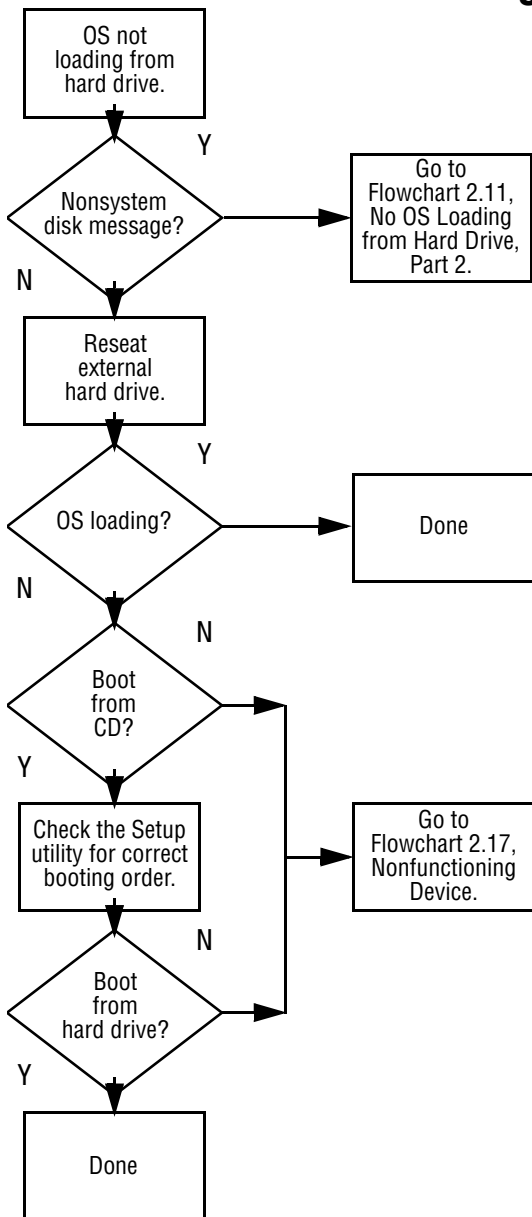 OS not
loading from
hard drive.
Y
Nonsystem
disk message?
Go to
Flowchart 2.11,
No OS Loading
from Hard Drive,
Part 2.
N
Reseat
external
hard drive.
Y
OS loading?
Done
N
N
Boot
from
CD?
Y
Check the Setup
utility for correct
booting order.
Go to
Flowchart 2.17,
Nonfunctioning
Device.
N
Boot
from
hard drive?
Y
Done